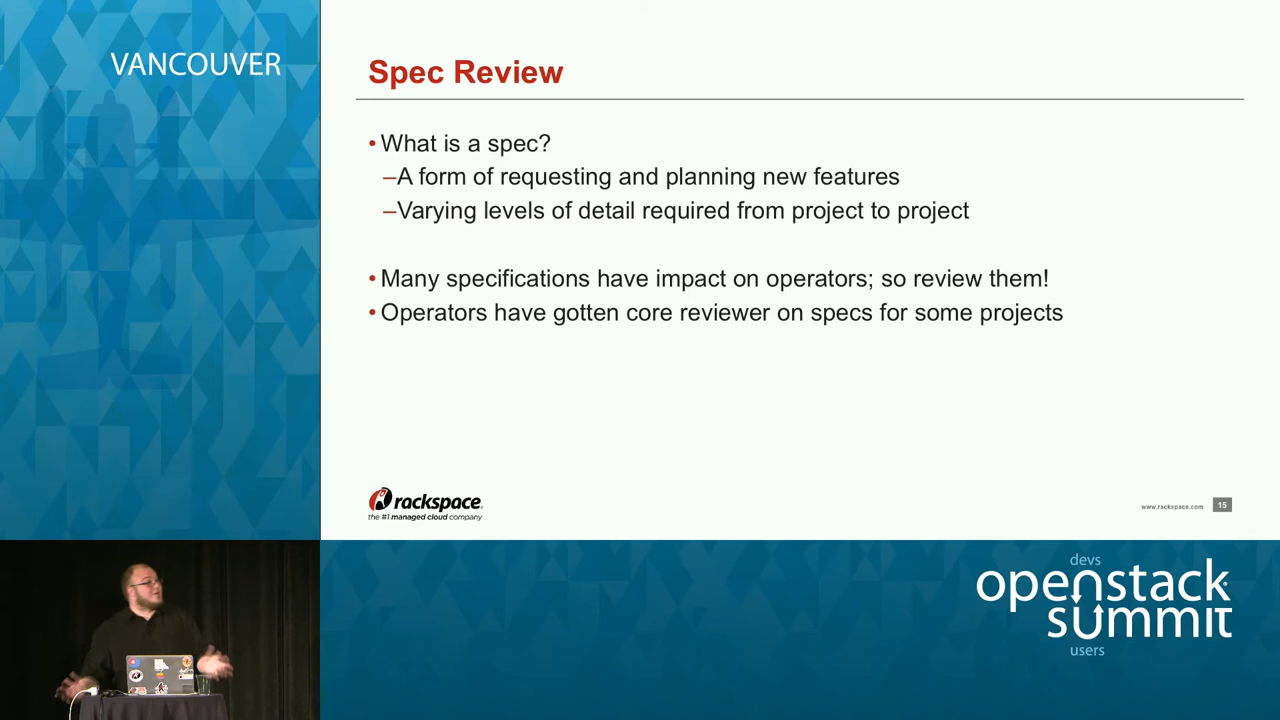 VANCOUVER
Spec Review
•What is a spec?
–A form of requesting and planning new features
–Varying levels of detail required from project to project
•Many specifications have impact on operators; so review them!
•Operators have gotten core reviewer on specs for some projects
rackspace
the #1 managed cloud company
www.rackspace.com 15
devs
openstack
summit
users